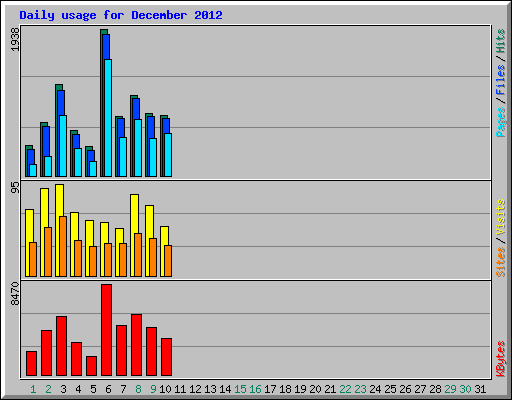 Daily usage for December 2012
1938
Pages/Files/Hits
95
Sites/Visits
8470
KBytes
1 2 3 4 5 6 7 8 9 10 11 12 13 14 15 16 17 18 19 20 21 22 23 24 25 26 27 28 29 30 31